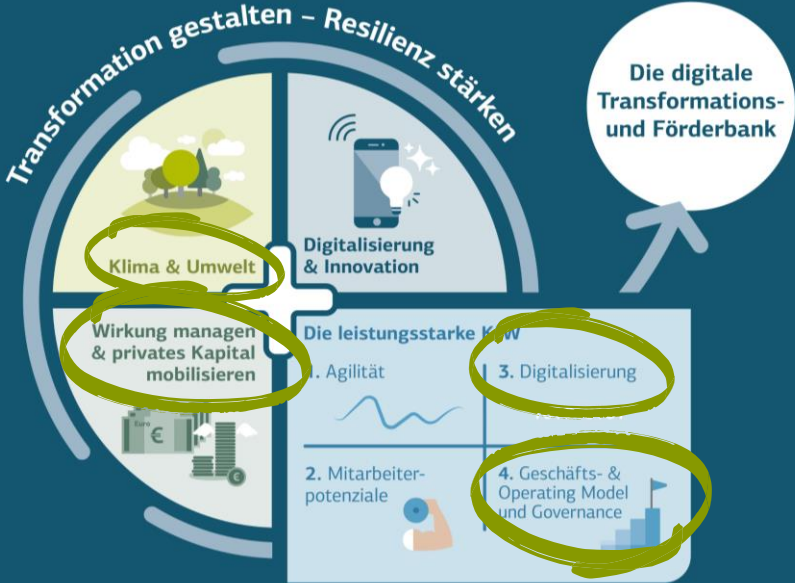 Transformation gestalten – Resilienz stärken
Die digitale
Transformations-
und Förderbank
Klima & Umwelt
Digitalisierung
& Innovation
Wirkung managen
& privates Kapital
mobilisieren
Die leistungsstarke KfW
1. Agilität
3. Digitalisierung
2. Mitarbeiter-
potenziale
4. Geschäfts- &
Operating Model
und Governance
Euro
€
€